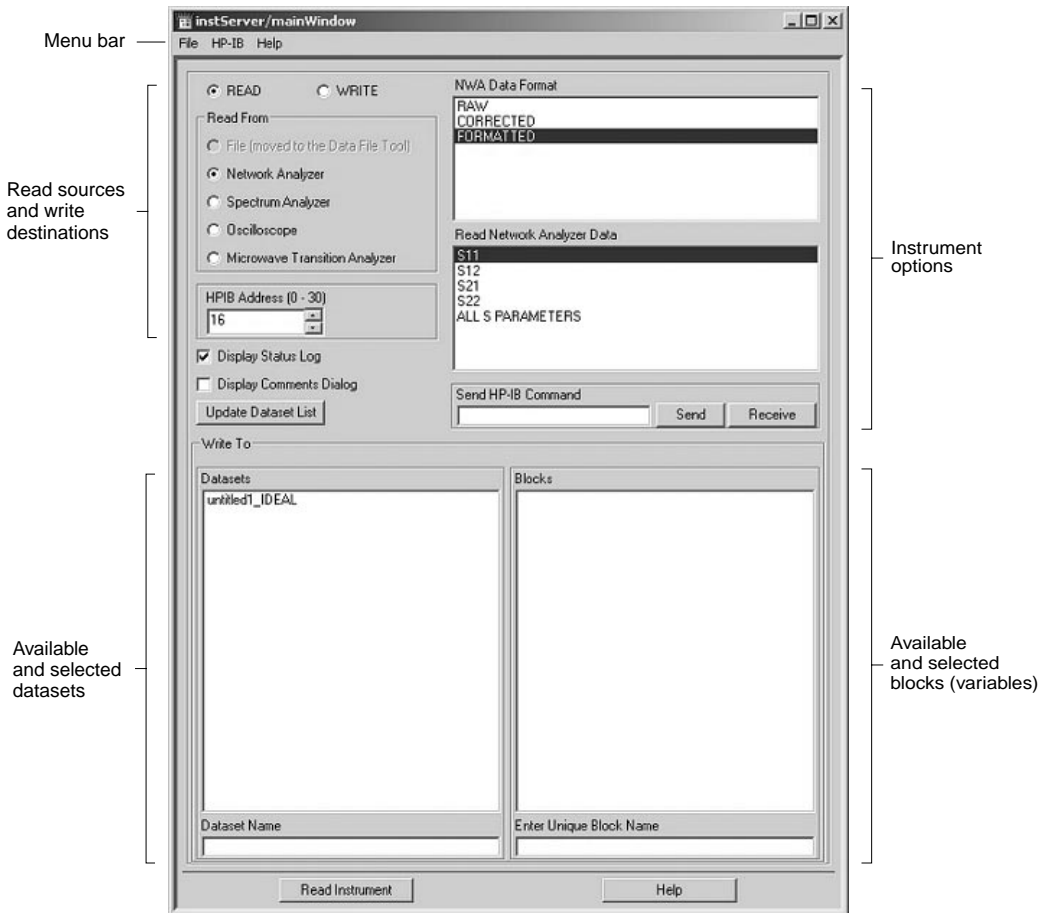 instServer/mainWindow
Menu bar
File HP-IB Help
READ WRITE
Read From
File (moved to the Data File Tool)
Network Analyzer
Spectrum Analyzer
Oscilloscope
Microwave Transition Analyzer
Read sources
and write
destinations
HPIB Address (0 - 30)
16
Display Status Log
Display Comments Dialog
Update Dataset List
NWA Data Format
RAW
CORRECTED
FORMATTED
Read Network Analyzer Data
S11
S12
S21
S22
ALL S PARAMETERS
Send HP-IB Command
Send Receive
Instrument
options
Write To
Datasets
untitled1_IDEAL
Dataset Name
Available
and selected
datasets
Blocks
Enter Unique Block Name
Available
and selected
blocks (variables)
Read Instrument Help